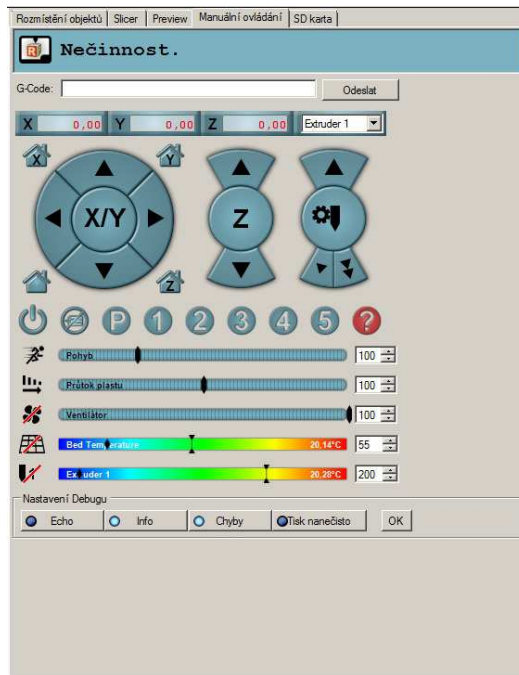 Rozmístění objektů Slicer Preview Manuální ovládání SD karta
Nečinnost.
G-Code: Odeslat
X 0,00 Y 0,00 Z 0,00 Extruder 1
X Y
X/Y Z
Z
P 1 2 3 4 5 ?
Pohyb 100
Průtok plastu 100
Ventilátor 100
Bed Temperature 20,14°C 55
Extruder 1 20,28°C 200
Nastavení Debugu
Echo Info Chyby Tisk nanečisto OK